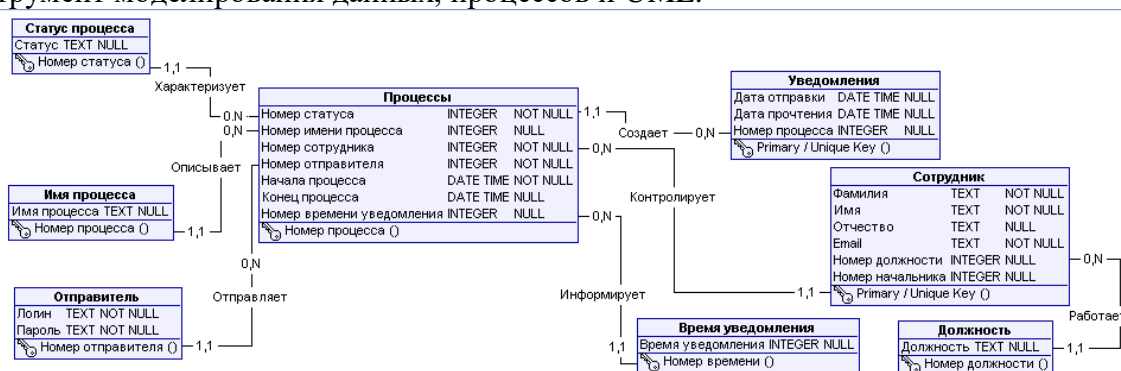 трумент моделирования данных, процессов и UML.
Статус процесса
Статус TEXT NULL
Номер статуса ()
1,1
Характеризует
0,N
0,N
Описывает
Имя процесса
Имя процесса TEXT NULL
Номер процесса ()
1,1
0,N
Отправляет
Отправитель
Логин TEXT NOT NULL
Пароль TEXT NOT NULL
Номер отправителя ()
1,1
Процессы
Номер статуса INTEGER NOT NULL
Номер имени процесса INTEGER NULL
Номер сотрудника INTEGER NOT NULL
Номер отправителя INTEGER NOT NULL
Начала процесса DATE TIME NOT NULL
Конец процесса DATE TIME NULL
Номер времени уведомления INTEGER NULL
Номер процесса ()
1,1
Создает
0,N
0,N
Контролирует
1,1
0,N
Информирует
1,1
Уведомления
Дата отправки DATE TIME NULL
Дата прочтения DATE TIME NULL
Номер процесса INTEGER NULL
Primary / Unique Key ()
Сотрудник
Фамилия TEXT NOT NULL
Имя TEXT NOT NULL
Отчество TEXT NULL
Email TEXT NOT NULL
Номер должности INTEGER NULL
Номер начальника INTEGER NULL
Primary / Unique Key ()
0,N
Работает
1,1
Время уведомления
Время уведомления INTEGER NULL
Номер времени ()
Должность
Должность TEXT NULL
Номер должности ()